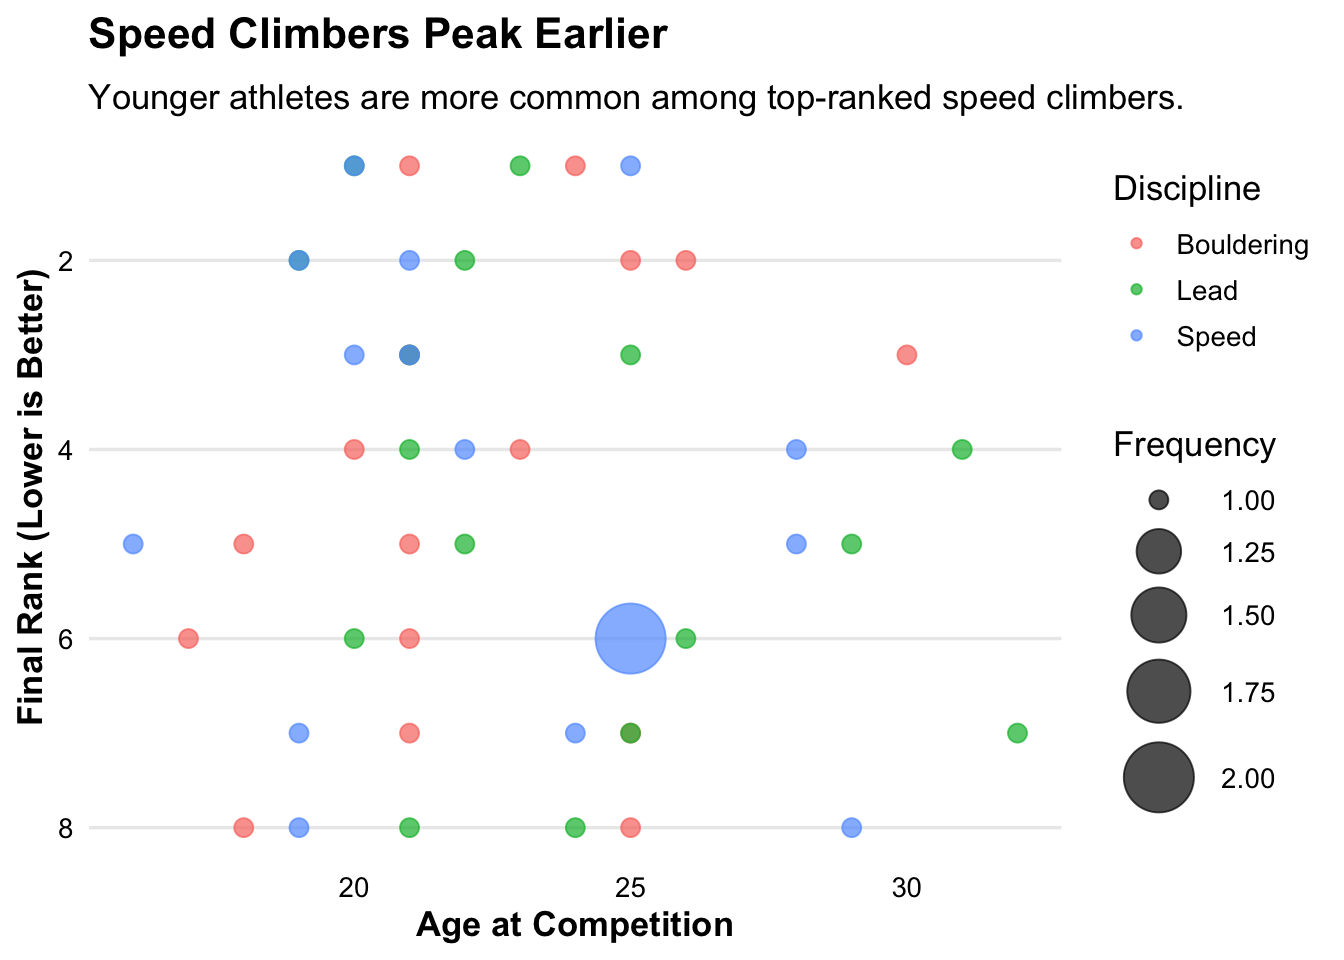 Speed Climbers Peak Earlier
Younger athletes are more common among top-ranked speed climbers.
Final Rank (Lower is Better)
2
4
6
8
20
25
30
Age at Competition
Discipline
Bouldering
Lead
Speed
Frequency
1.00
1.25
1.50
1.75
2.00